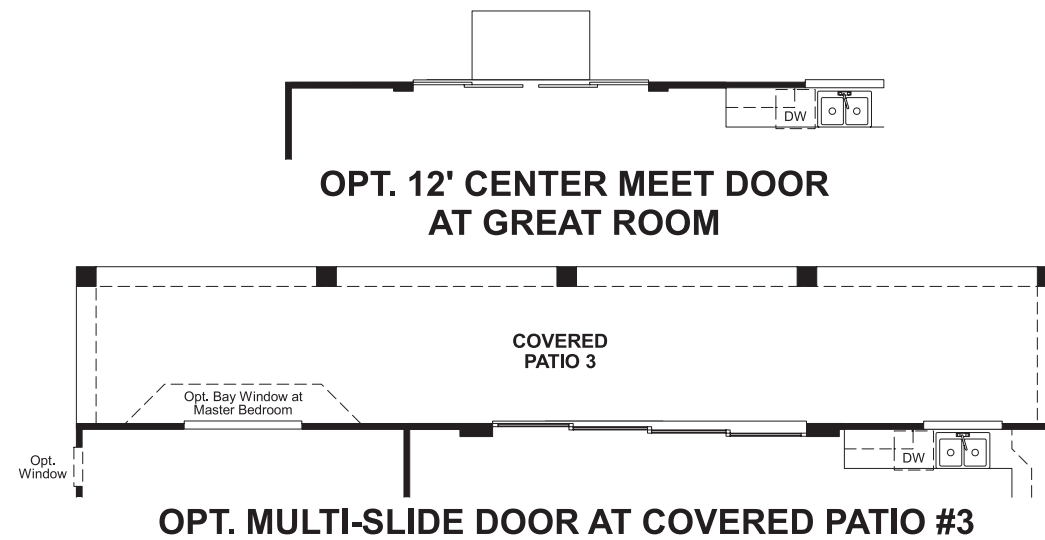 DW
OPT. 12' CENTER MEET DOOR
AT GREAT ROOM
COVERED
PATIO 3
Opt. Bay Window at
Master Bedroom
Opt.
Window
DW
OPT. MULTI-SLIDE DOOR AT COVERED PATIO #3